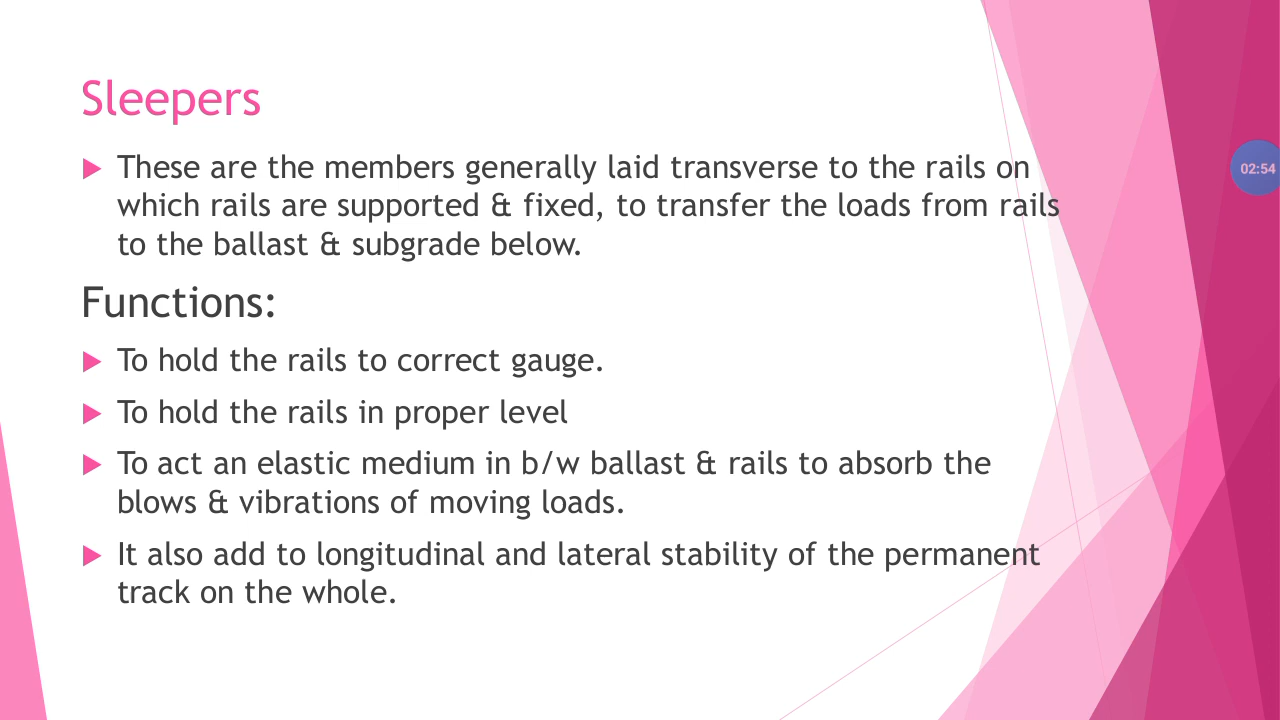 Sleepers
These are the members generally laid transverse to the rails on
which rails are supported & fixed, to transfer the loads from rails
to the ballast & subgrade below.
Functions:
To hold the rails to correct gauge.
To hold the rails in proper level
To act an elastic medium in b/w ballast & rails to absorb the
blows & vibrations of moving loads.
It also add to longitudinal and lateral stability of the permanent
track on the whole.
02:54